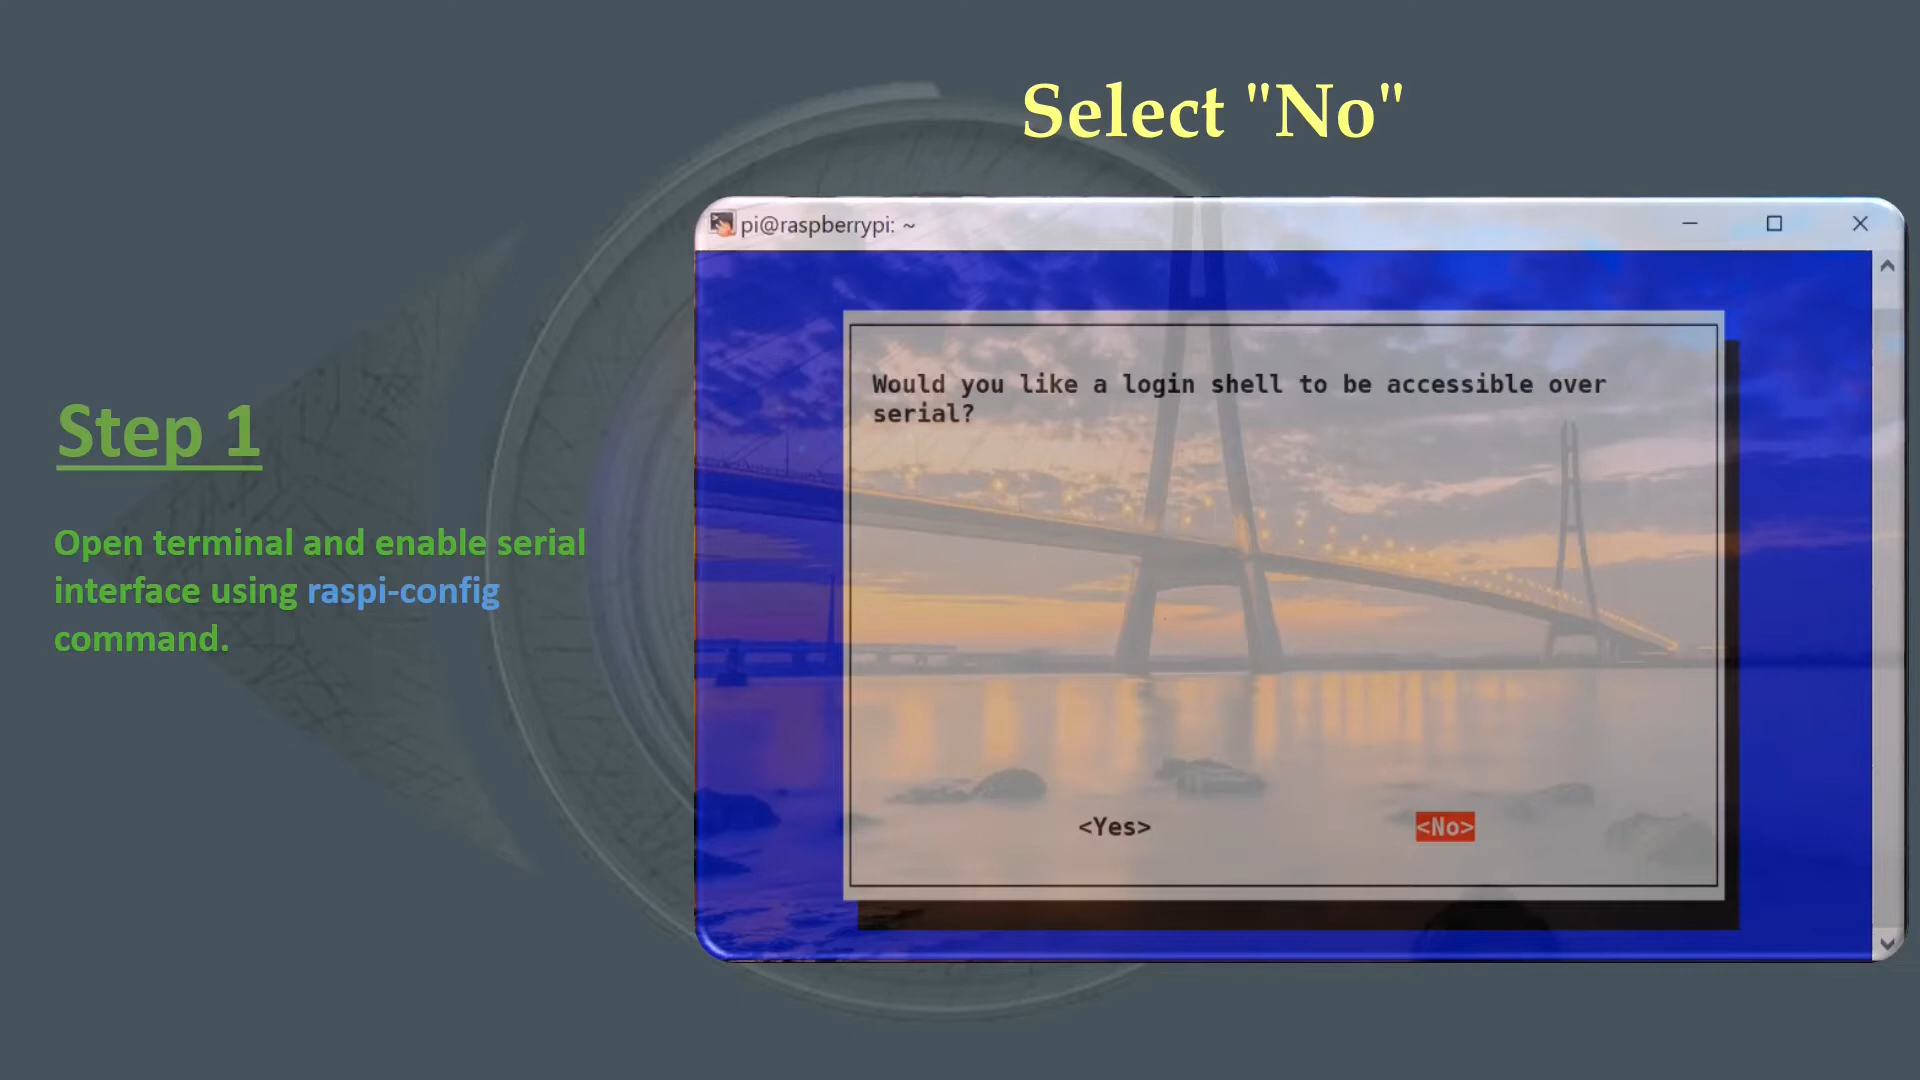 Select "No"
pi@raspberrypi: ~
Would you like a login shell to be accessible over
serial?
<Yes>
<No>
Step 1
Open terminal and enable serial
interface using raspi-config
command.